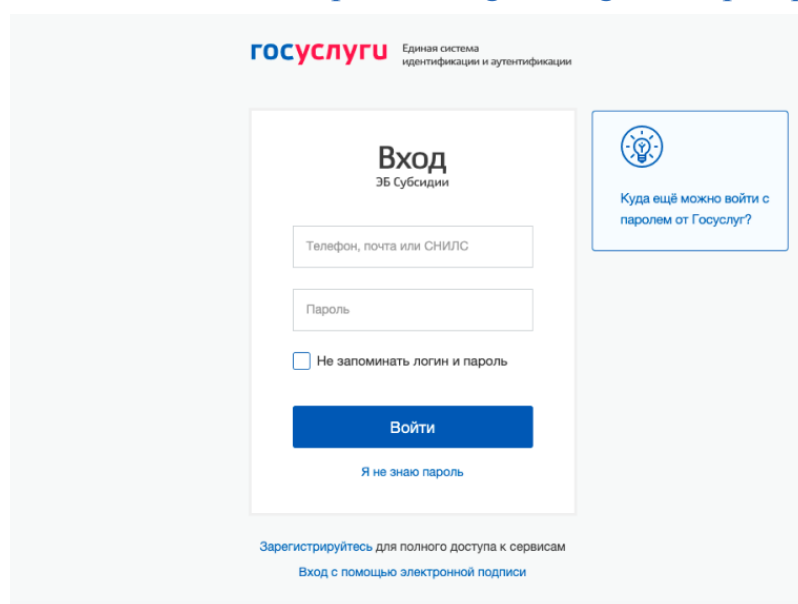 госуслуги
Единая система
идентификации и аутентификации
Вход
ЭБ Субсидии
Телефон, почта или СНИЛС
Пароль
Не запоминать логин и пароль
Войти
Я не знаю пароль
Куда ещё можно войти с
паролем от Госуслуг?
Зарегистрируйтесь для полного доступа к сервисам
Вход с помощью электронной подписи